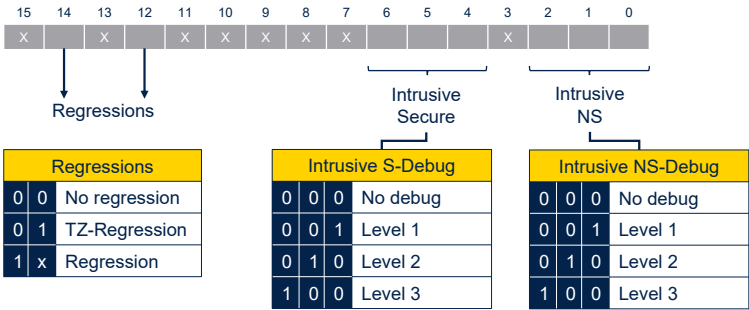 15 14 13 12 11 10 9 8 7 6 5 4 3 2 1 0
X X X X X X X X
Regressions
Intrusive Secure
Intrusive NS
Regressions
0 0 No regression
0 1 TZ-Regression
1 x Regression
Intrusive S-Debug
0 0 0 No debug
0 0 1 Level 1
0 1 0 Level 2
1 0 0 Level 3
Intrusive NS-Debug
0 0 0 No debug
0 0 1 Level 1
0 1 0 Level 2
1 0 0 Level 3